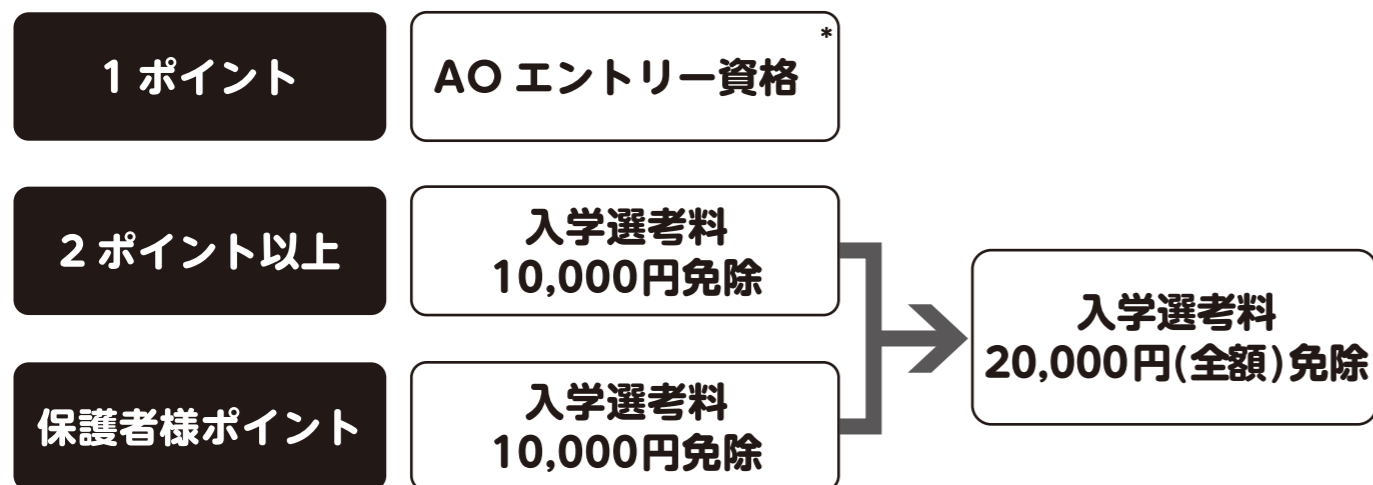 1 ポイント
AO エントリー資格*
2 ポイント以上
入学選考料
10,000円免除
保護者様ポイント
入学選考料
10,000円免除
入学選考料
20,000円(全額)免除